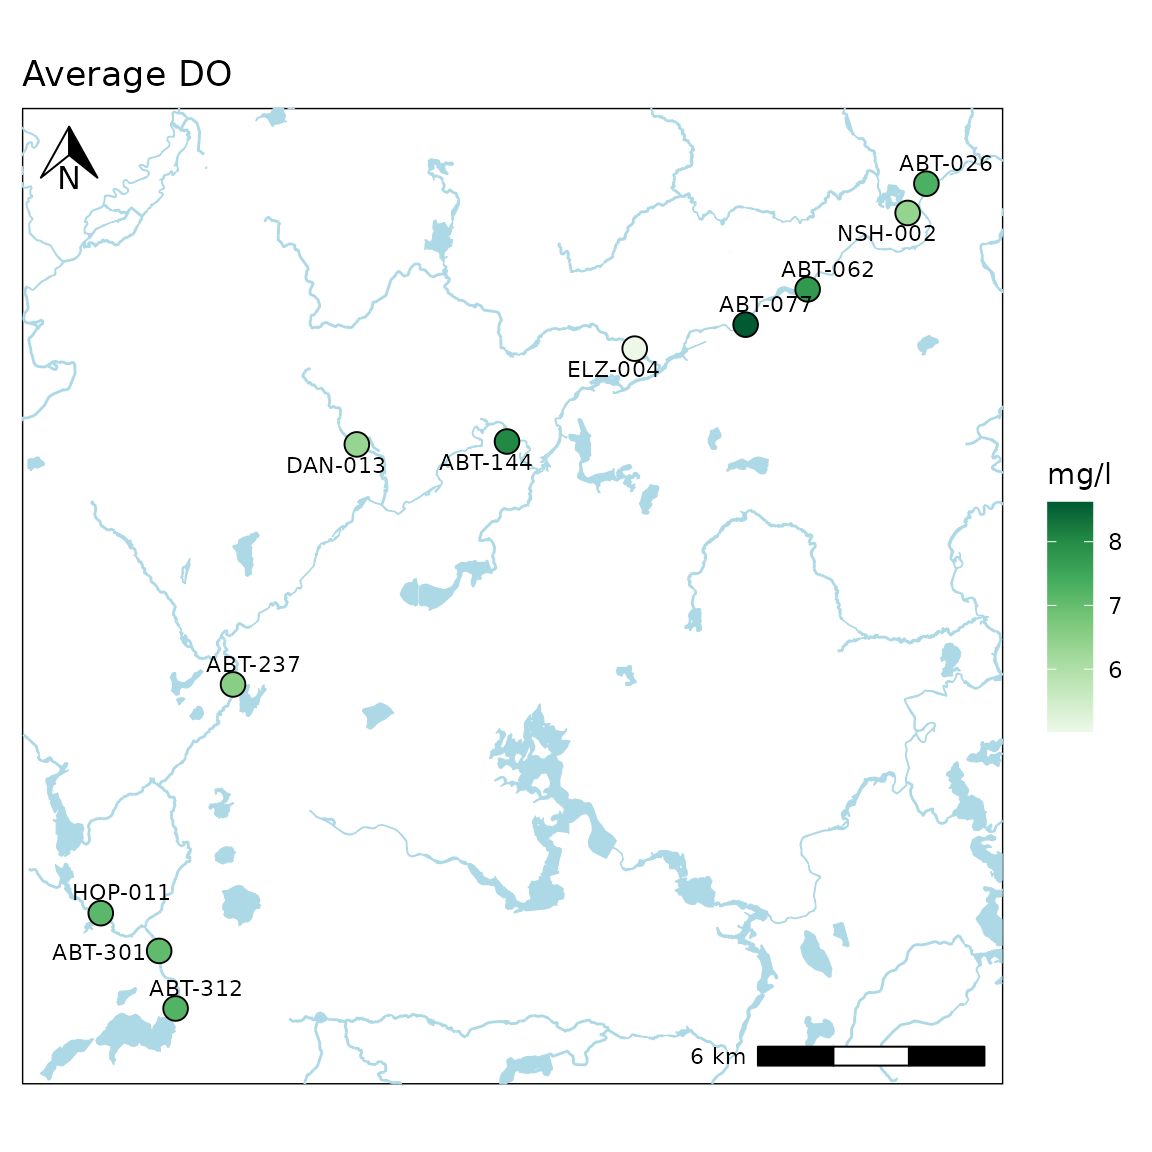 Average DO
N
ABT-026
NSH-002
ABT-062
ABT-077
ELZ-004
DAN-013
ABT-144
mg/l
8
7
6
ABT-237
HOP-011
ABT-301
ABT-312
6 km